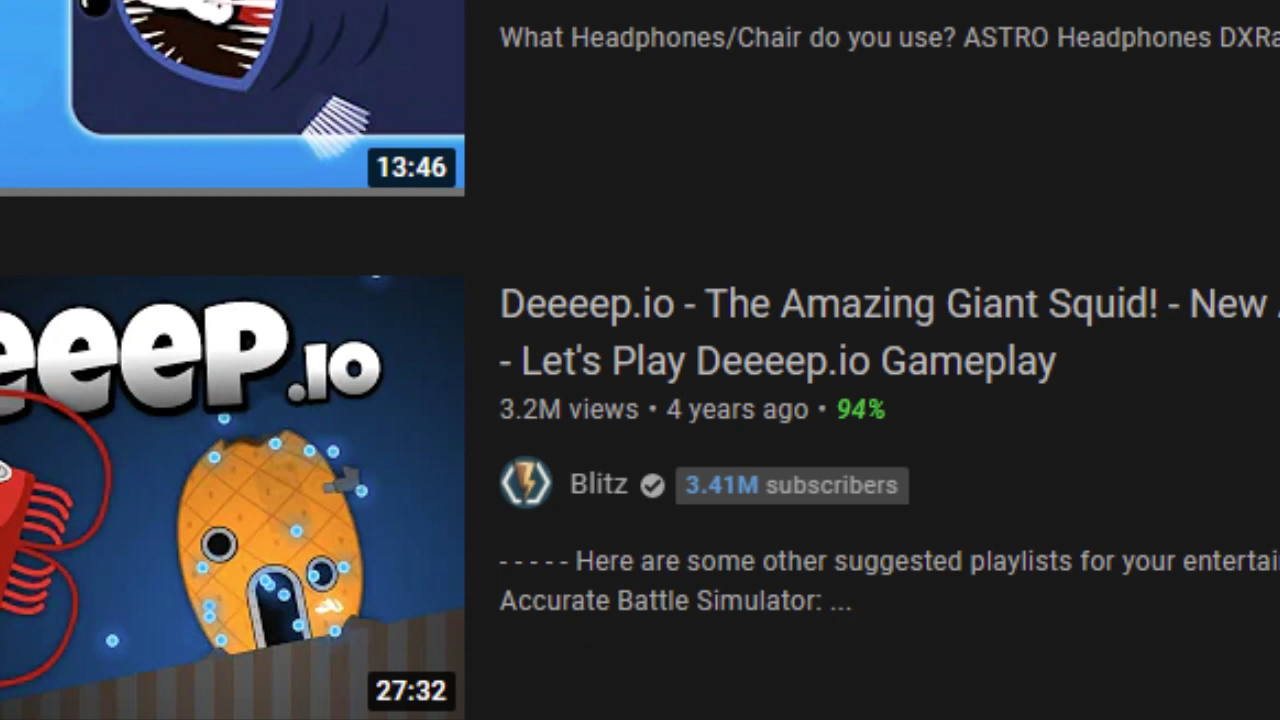 What Headphones/Chair do you use? ASTRO Headphones
13:46
Deeeep.io - The Amazing Giant Squid! - New
eeep.io
- Let's Play Deeeep.io Gameplay
3.2M views • 4 years ago • 94%
Blitz 3.41M subscribers
- - - - - Here are some other suggested playlists for your
Accurate Battle Simulator: ...
27:32